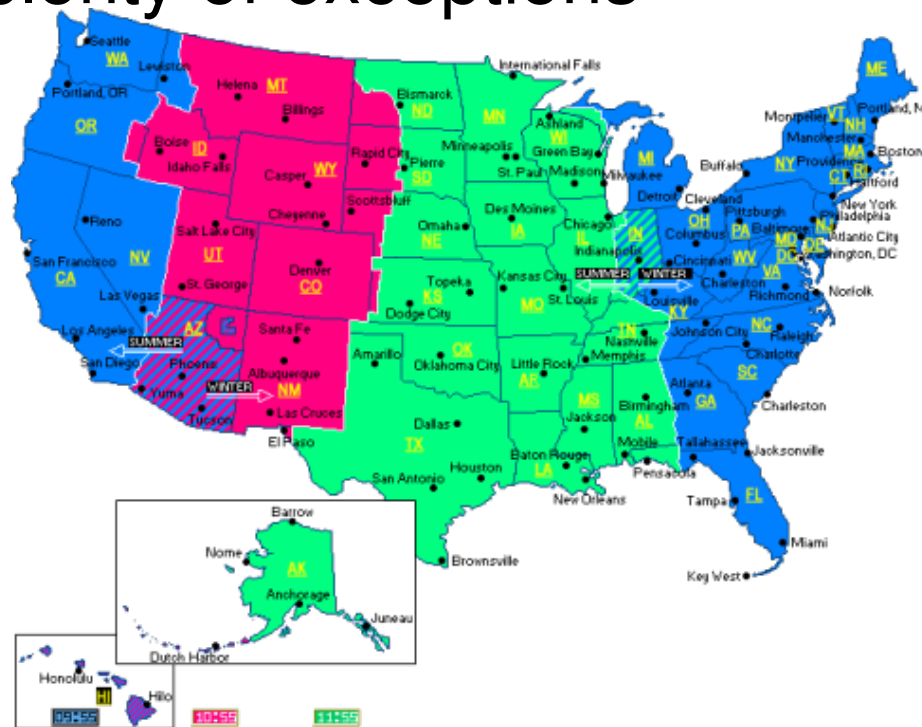 plenty of exceptions
Seattle
WA
Lewiston
Portland, OR
OR
Helena
MT
Billings
Boise
ID
Idaho Falls
WY
Casper
Cheyenne
Bismarck
ND
Rapid City
Pierre
SD
Scottsbluff
International Falls
MN
Minneapolis
St. Paul
Ashland
WI
Green Bay
Madison
Milwaukee
MI
Detroit
ME
Montpelier
VT
Portland, M
NH
Manchester
MA
Boston
NY
Providence
CT
RI
Hartford
Buffalo
New York
Cleveland
Philadelphia
Pittsburgh
NJ
OH
PA
Baltimore
Atlantic City
Columbus
MD
DE
DC
Washington, DC
Reno
NV
San Francisco
CA
Las Vegas
Los Angeles
San Diego
Salt Lake City
UT
St. George
Denver
CO
Omaha
NE
Des Moines
IA
Chicago
IL
IN
Indianapolis
Cincinnati
WV
VA
Charleston
Richmond
Norfolk
SUMMER
WINTER
Topeka
KS
Dodge City
Kansas City
MO
St. Louis
Louisville
KY
AZ
SUMMER
Phoenix
WINTER
Yuma
Tucson
Santa Fe
Albuquerque
NM
Las Cruces
El Paso
Amarillo
OK
Oklahoma City
Little Rock
AR
TN
Nashville
Memphis
Johnson City
NC
Raleigh
Charlotte
SC
Atlanta
GA
Charleston
MS
Jackson
Birmingham
AL
Dallas
TX
San Antonio
Houston
Baton Rouge
LA
New Orleans
Mobile
Pensacola
Tallahassee
Jacksonville
FL
Tampa
Miami
Key West
Brownsville
Barrow
Nome
AK
Anchorage
Juneau
Dutch Harbor
Honolulu
HI
Hilo
09:55
10:55
11:55